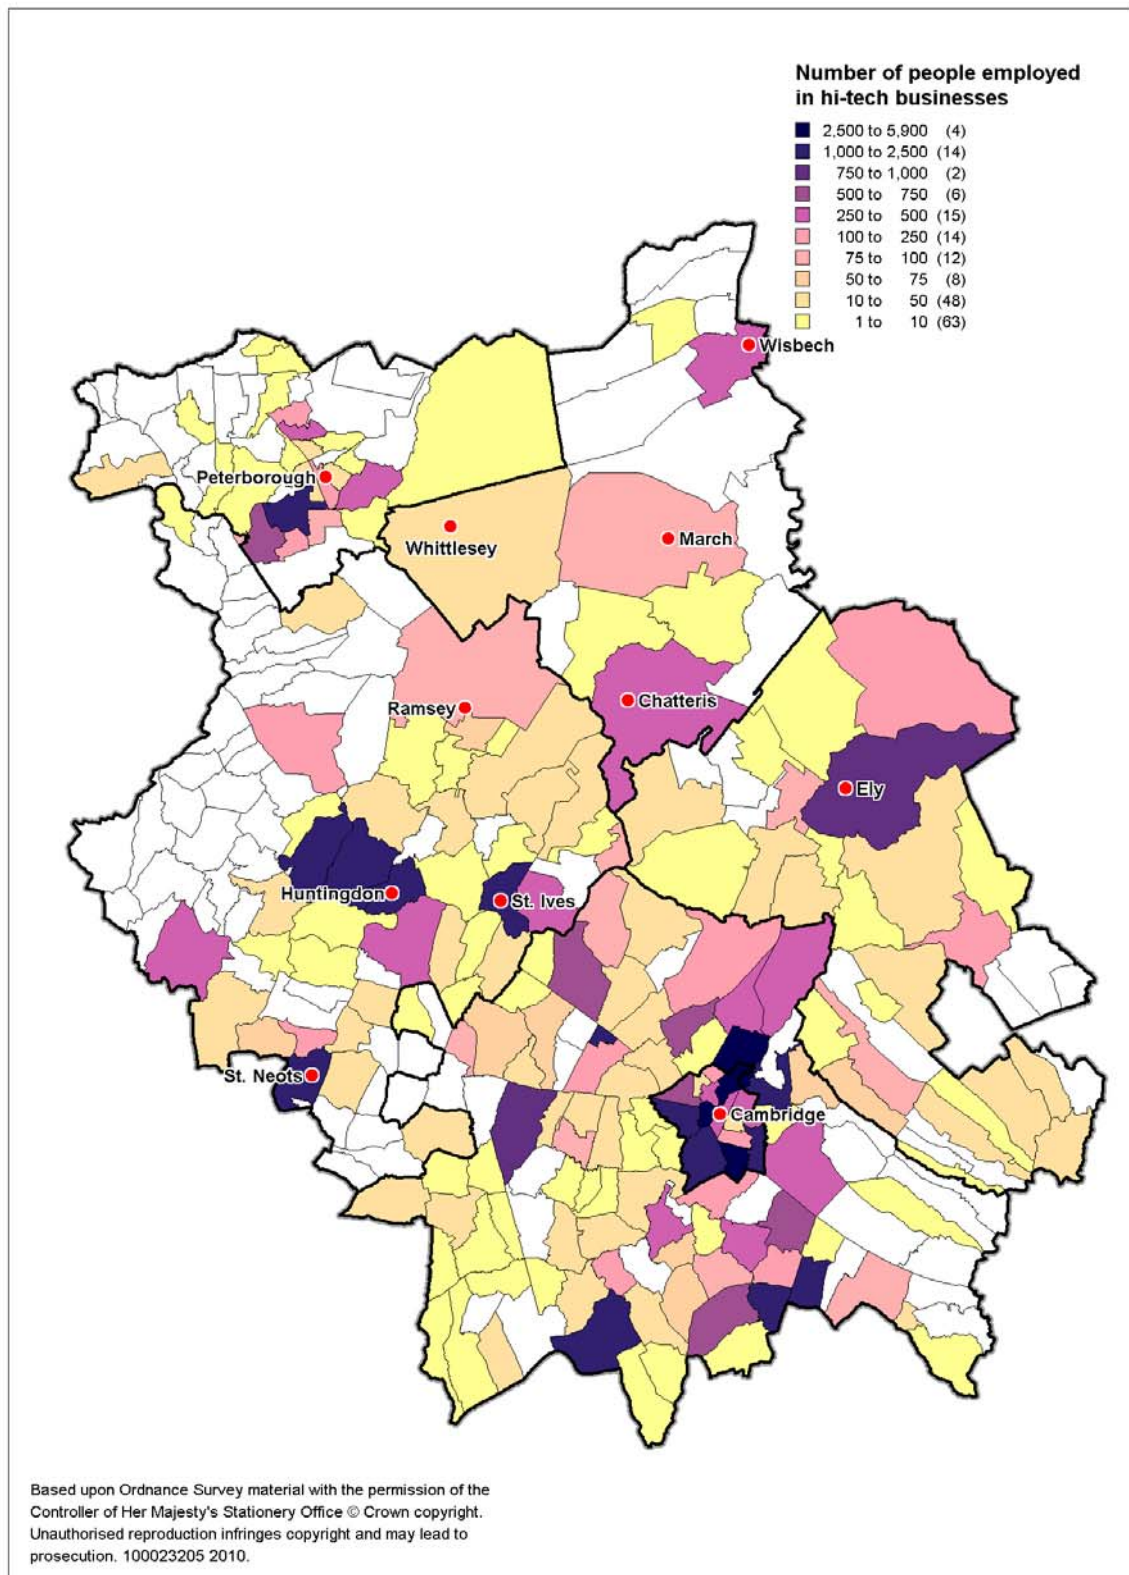 Number of people employed
in hi-tech businesses
2,500 to 5,900 (4)
1,000 to 2,500 (14)
750 to 1,000 (2)
500 to 750 (6)
250 to 500 (15)
100 to 250 (14)
75 to 100 (12)
50 to 75 (8)
10 to 50 (48)
1 to 10 (63)
Wisbech
Peterborough
Whittlesey
March
Ramsey
Chatteris
Ely
Huntingdon
St. Ives
St. Neots
Cambridge
Based upon Ordnance Survey material with the permission of the
Controller of Her Majesty's Stationery Office © Crown copyright.
Unauthorised reproduction infringes copyright and may lead to
prosecution. 100023205 2010.